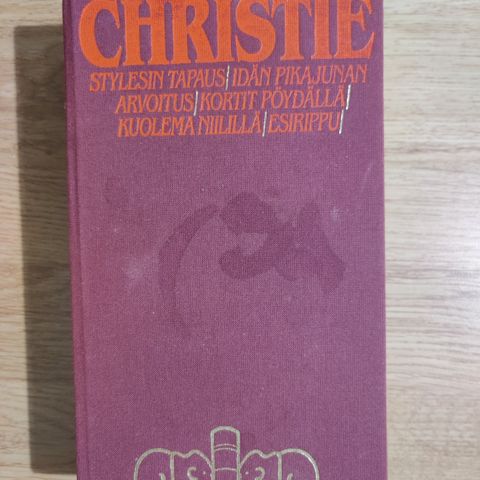 CHRISTIE
STYLESIN TAPAUS/IDÄN PIKAJUNAN
ARVOITUS/KORTIT PÖYDÄLLÄ/
KUOLEMA NIILILLÄ/ESIRIPPU/